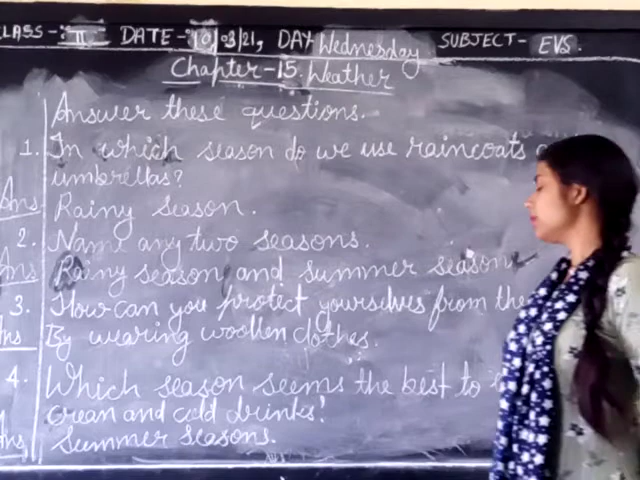 CLASS - II DATE - 10/03/21, DAY Wednesday SUBJECT - EVS.
Chapter-15. Weather
Answer these questions.
1. In which season do we use raincoats
umbrellas?
Ans Rainy season.
2. Name any two seasons.
Ans Rainy season and summer season
3. How can you protect yourselves from the
Ans By wearing woollen clothes.
4. Which season seems the best to
cream and cold drinks?
Ans Summer seasons.